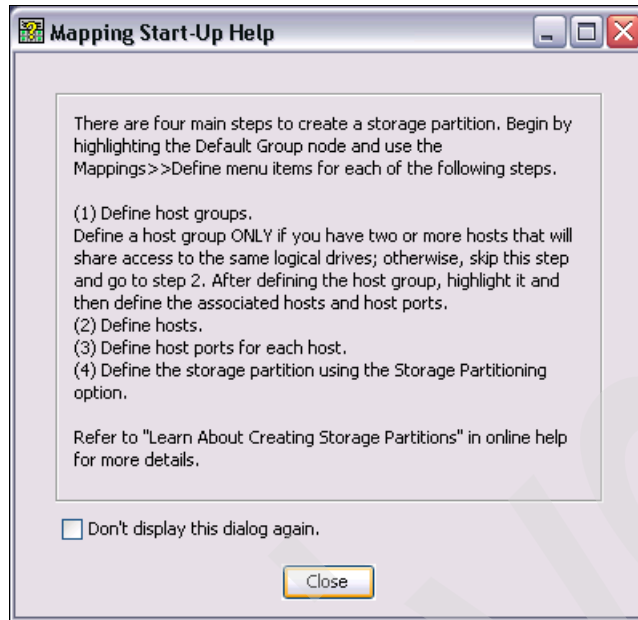 Mapping Start-Up Help
There are four main steps to create a storage partition. Begin by
highlighting the Default Group node and use the
Mappings>>Define menu items for each of the following steps.
(1) Define host groups.
Define a host group ONLY if you have two or more hosts that will
share access to the same logical drives; otherwise, skip this step
and go to step 2. After defining the host group, highlight it and
then define the associated hosts and host ports.
(2) Define hosts.
(3) Define host ports for each host.
(4) Define the storage partition using the Storage Partitioning
option.
Refer to "Learn About Creating Storage Partitions" in online help
for more details.
Don't display this dialog again.
Close